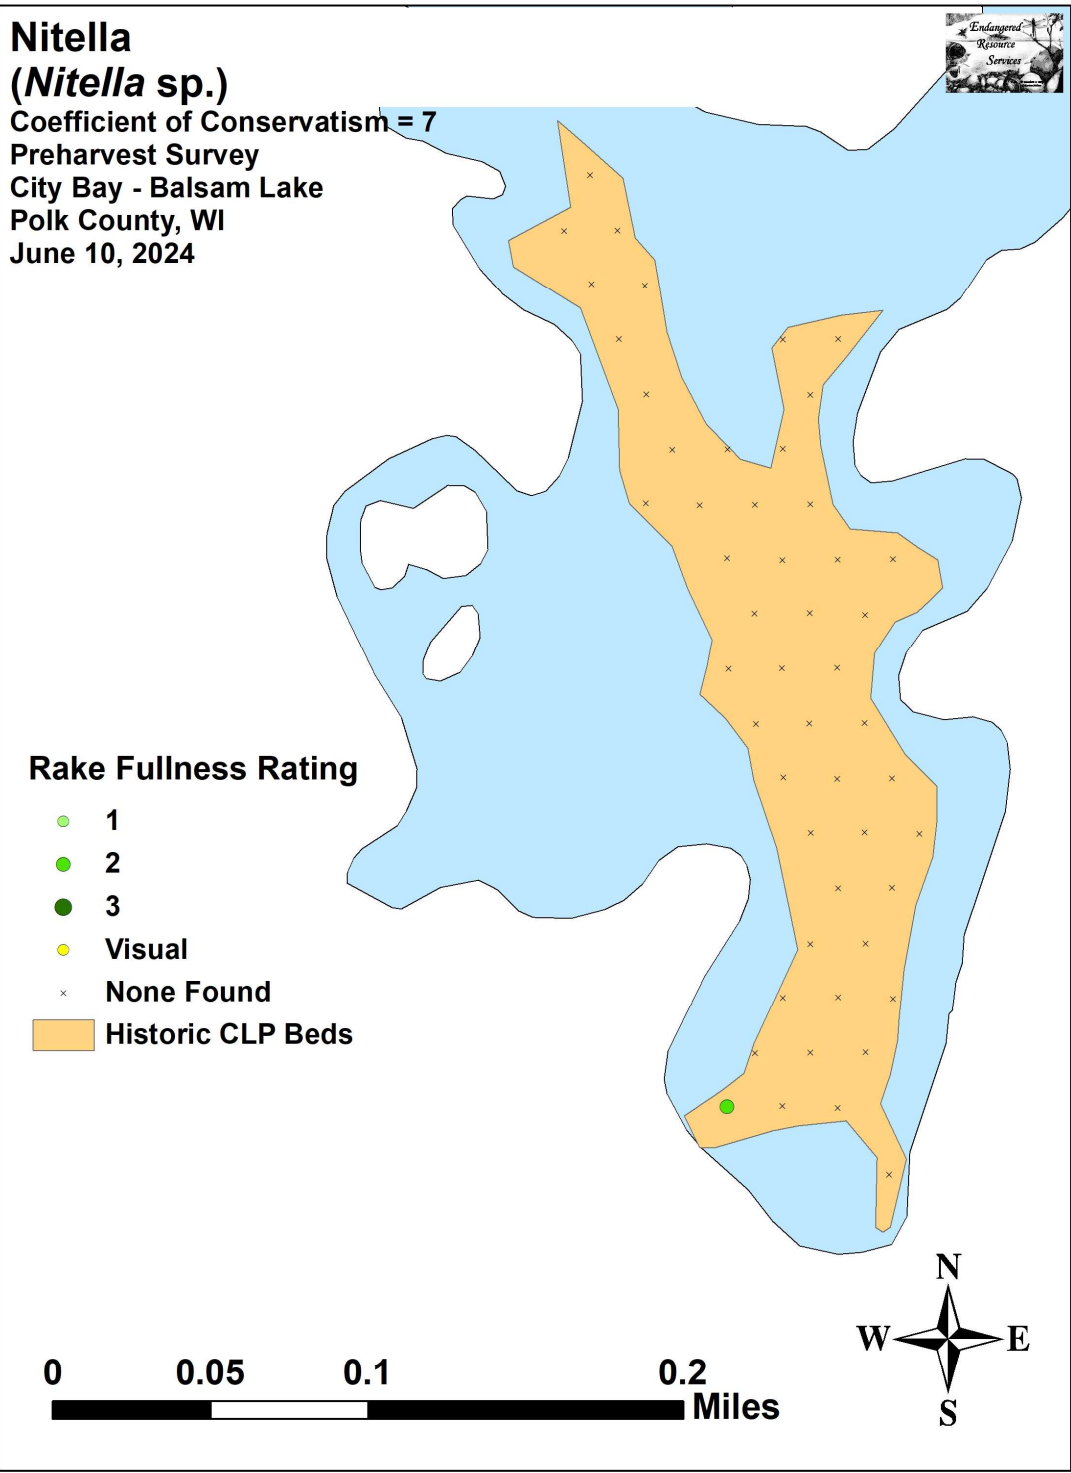 Nitella
(Nitella sp.)
Coefficient of Conservatism = 7
Preharvest Survey
City Bay - Balsam Lake
Polk County, WI
June 10, 2024
Endangered
Resource
Services
Rake Fullness Rating
1
2
3
Visual
None Found
Historic CLP Beds
N
W E
S
0 0.05 0.1 0.2
Miles